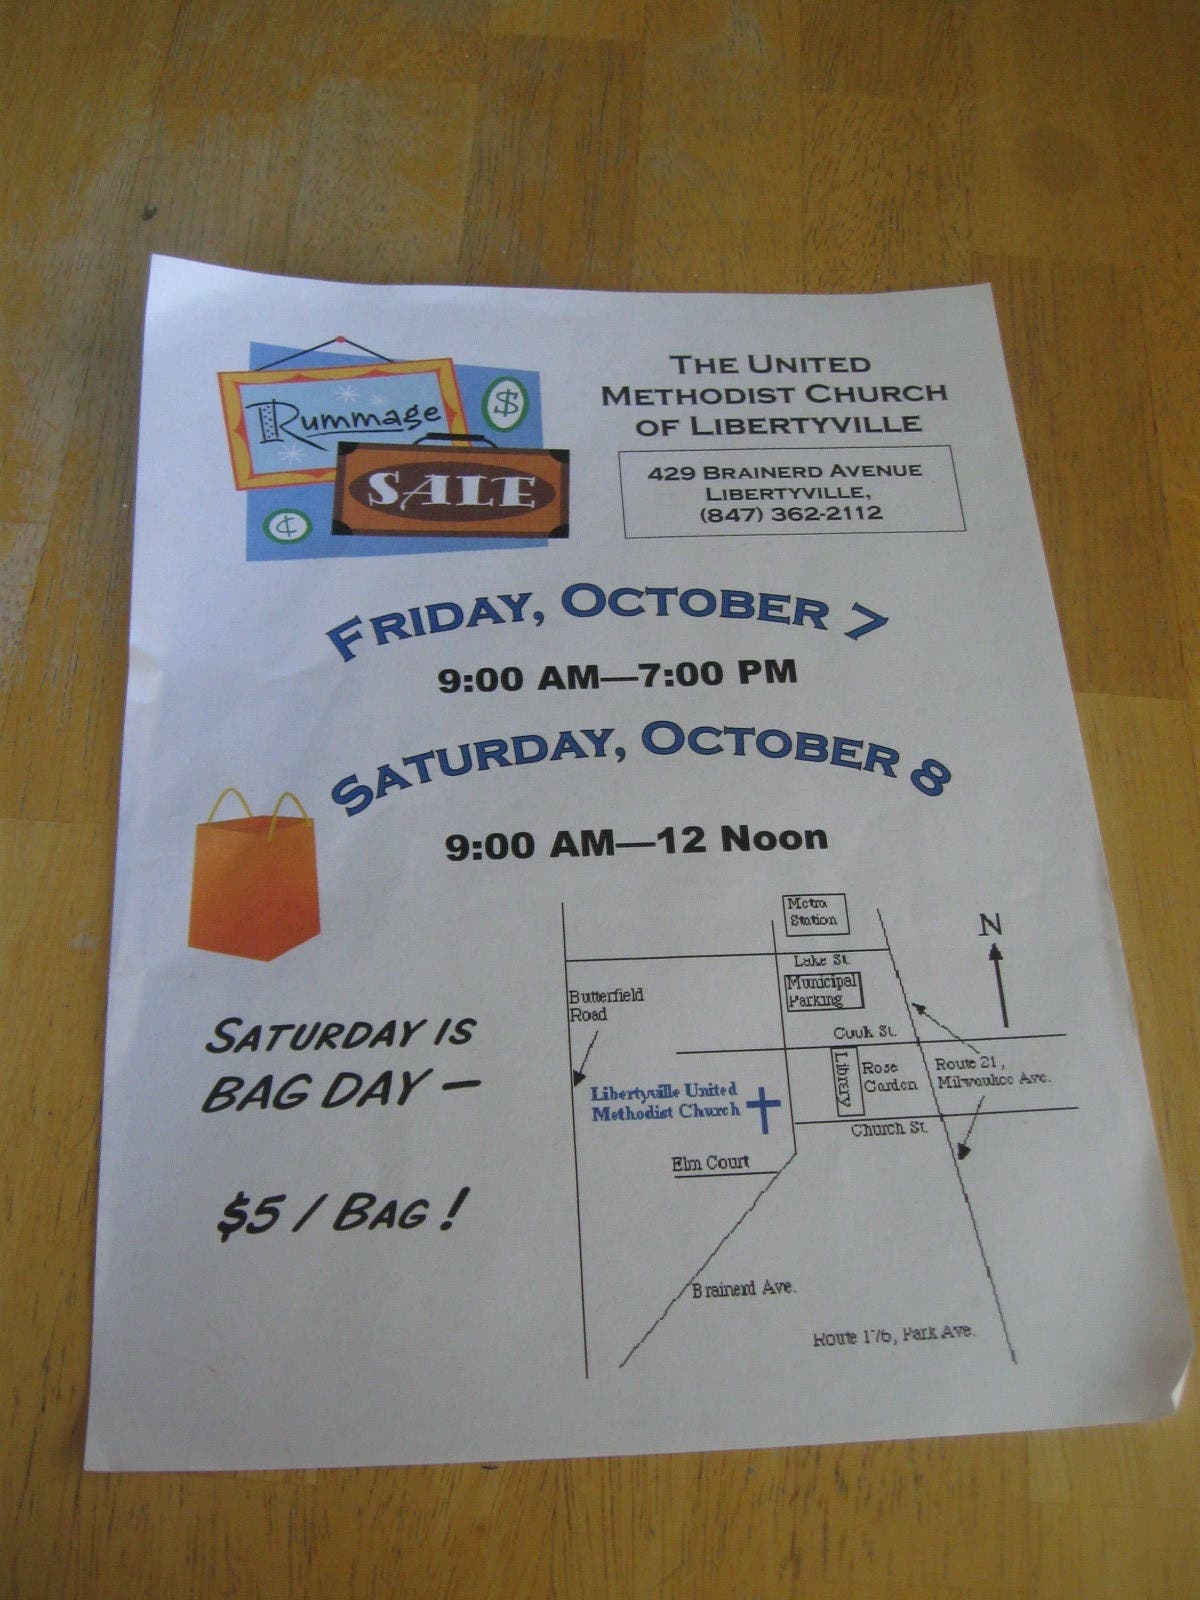 Rummage
SALE
$
¢
THE UNITED
METHODIST CHURCH
OF LIBERTYVILLE
429 BRAINERD AVENUE
LIBERTYVILLE,
(847) 362-2112
FRIDAY, OCTOBER 7
9:00 AM—7:00 PM
SATURDAY, OCTOBER 8
9:00 AM—12 Noon
SATURDAY IS
BAG DAY –
$5 / BAG !
Metra
Station
N
Lake St.
Municipal
Parking
Butterfield
Road
Cook St.
Library
Rose
Garden
Route 21,
Milwaukee Ave.
Libertyville United
Methodist Church
Church St.
Elm Court
Brainerd Ave.
Route 176, Park Ave.